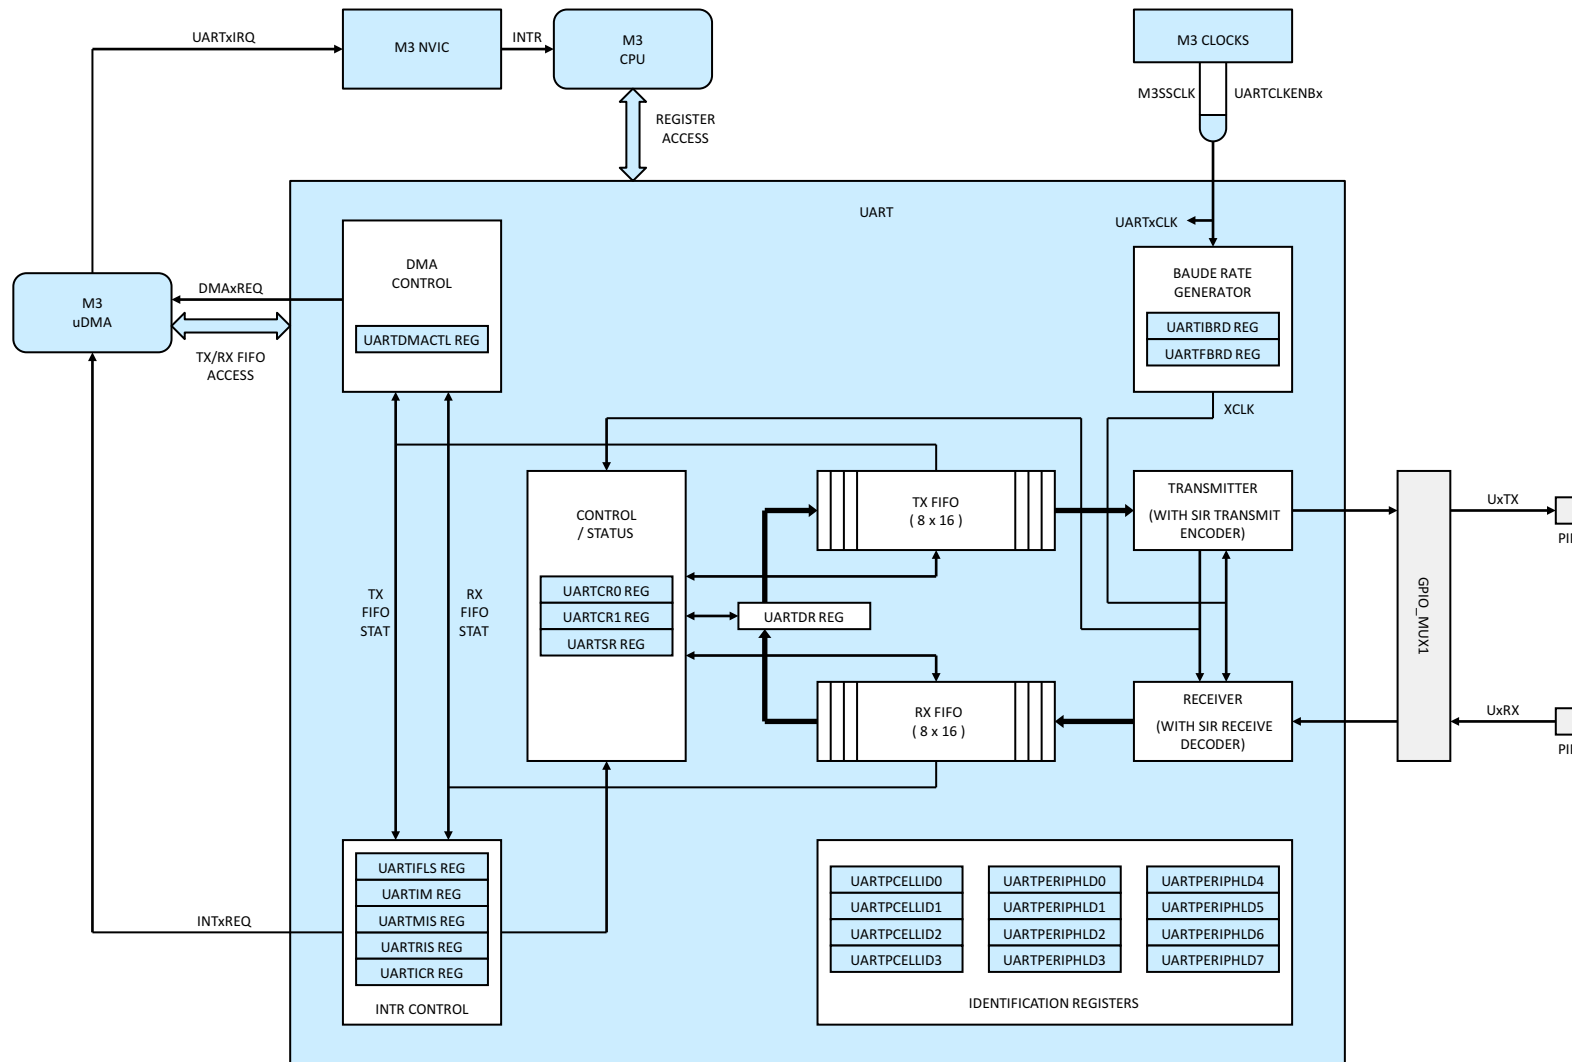 UARTxIRQ
M3 NVIC
INTR
M3
CPU
M3 CLOCKS
M3SSCLK
UARTCLKENBx
REGISTER
ACCESS
UART
UARTxCLK
DMA
CONTROL
UARTDMACTL REG
BAUDE RATE
GENERATOR
UARTIBRD REG
UARTFBRD REG
XCLK
M3
uDMA
DMAxREQ
TX/RX FIFO
ACCESS
CONTROL
/ STATUS
UARTCR0 REG
UARTCR1 REG
UARTSR REG
TX
FIFO
STAT
RX
FIFO
STAT
TX FIFO
( 8 x 16 )
UARTDR REG
RX FIFO
( 8 x 16 )
TRANSMITTER
(WITH SIR TRANSMIT
ENCODER)
RECEIVER
(WITH SIR RECEIVE
DECODER)
GPIO_MUX1
UxTX
UxRX
INTxREQ
UARTIFLS REG
UARTIM REG
UARTMIS REG
UARTRIS REG
UARTICR REG
INTR CONTROL
UARTPCELLID0
UARTPCELLID1
UARTPCELLID2
UARTPCELLID3
UARTPERIPHLD0
UARTPERIPHLD1
UARTPERIPHLD2
UARTPERIPHLD3
UARTPERIPHLD4
UARTPERIPHLD5
UARTPERIPHLD6
UARTPERIPHLD7
IDENTIFICATION REGISTERS